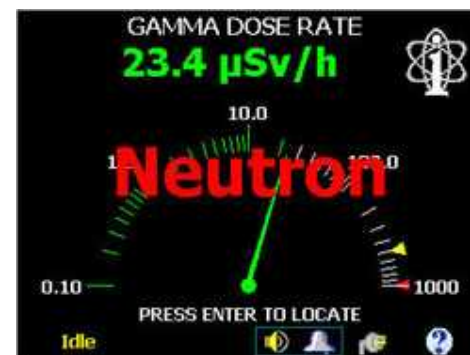 GAMMA DOSE RATE
23.4 µSv/h
10.0
Neutron
0.10
1000
PRESS ENTER TO LOCATE
Idle
?